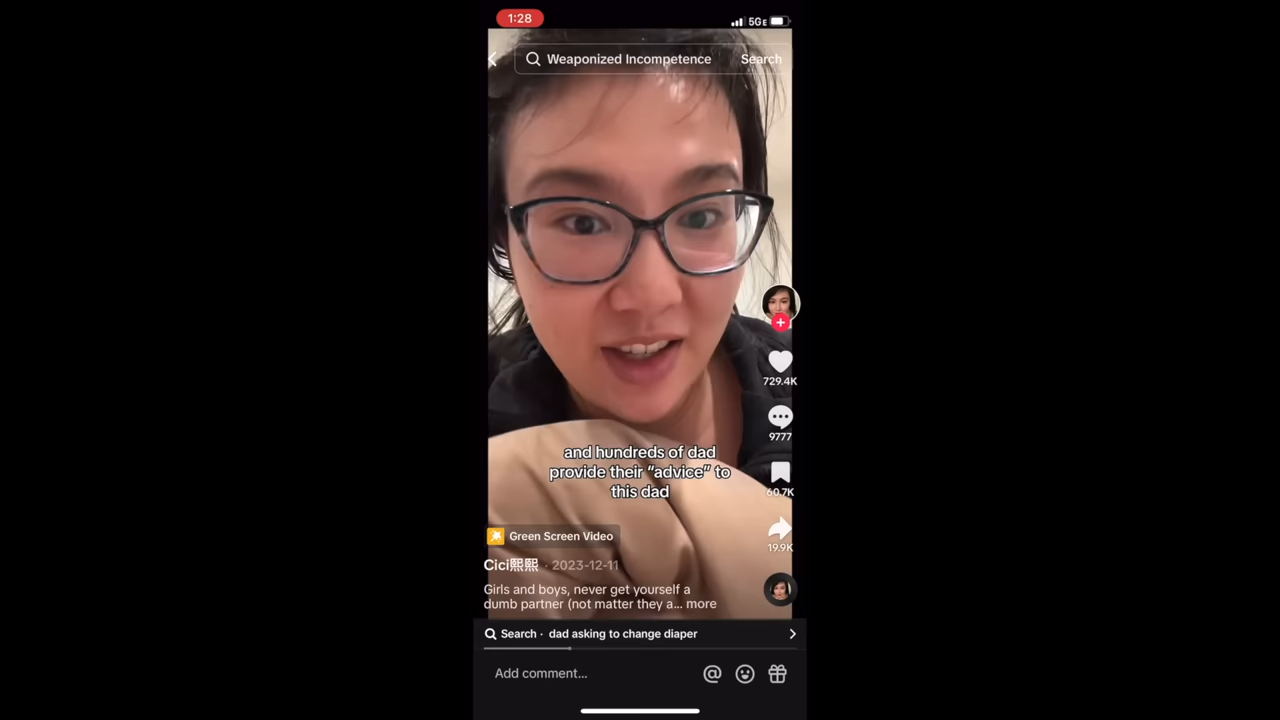 1:28
5GE
Weaponized Incompetence
Search
729.4K
9777
and hundreds of dad
provide their “advice” to
this dad
60.7K
Green Screen Video
19.9K
Cici熙熙 · 2023-12-11
Girls and boys, never get yourself a
dumb partner (not matter they a... more
Search · dad asking to change diaper
Add comment...